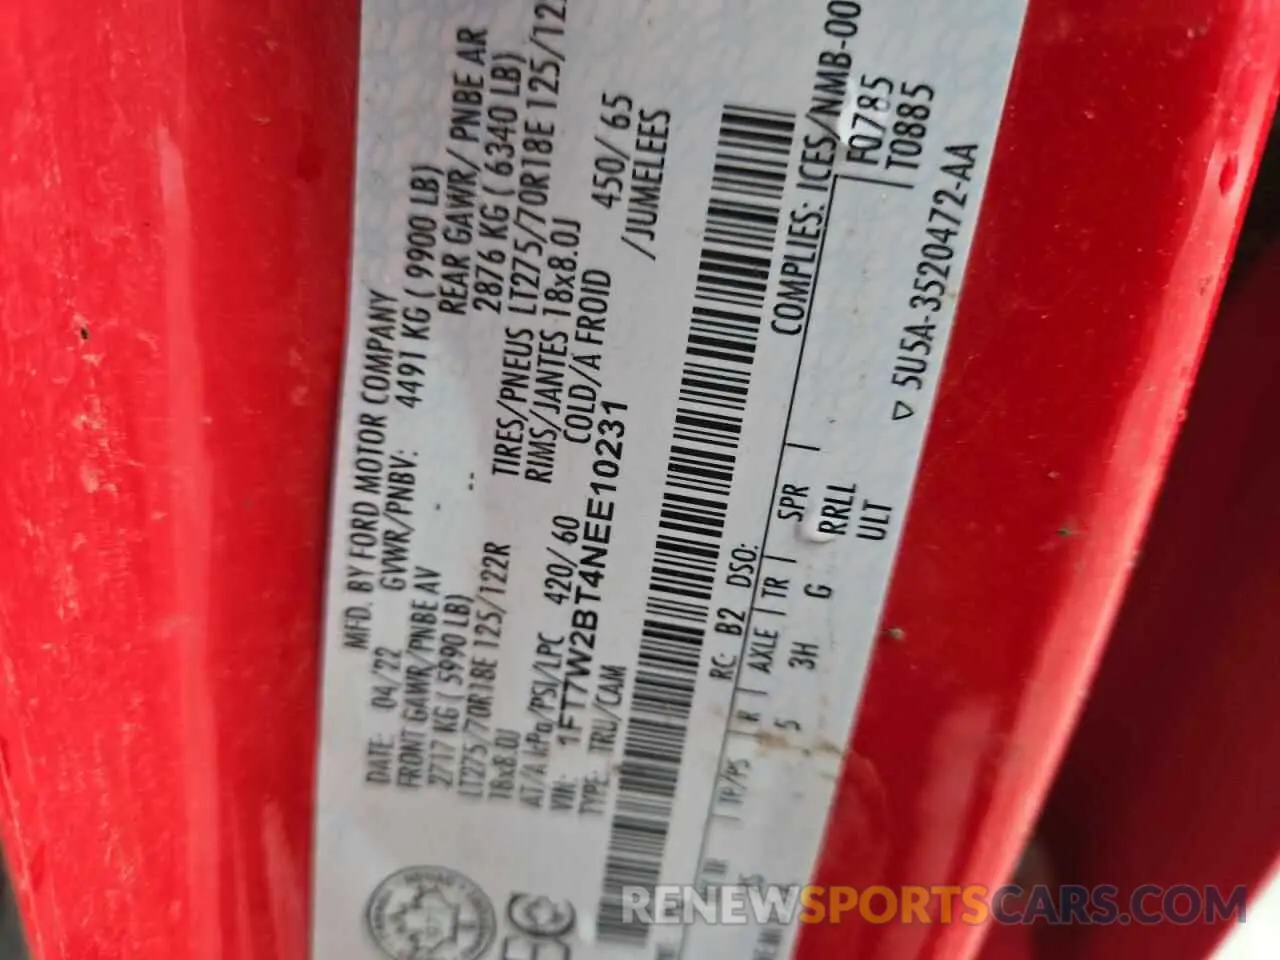 MFD. BY FORD MOTOR COMPANY
DATE: 04/22 GVWR/PNBV: 4491 KG ( 9900 LB)
FRONT GAWR/PNBE AV REAR GAWR/ PNBE AR
2717 KG ( 5990 LB) 2876 KG ( 6340 LB)
LT275/70R18E 125/122R TIRES/PNEUS LT275/70R18E 125/12
18x8.0J RIMS/JANTES 18x8.0J
AT/A kPa/PSI/LPC 420/60 COLD/A FROID 450/65
VIN: 1FT7W2BT4NEE10231 /JUMELEES
TYPE: TRU/CAM
COMPLIES: ICES/NMB-00
RC: B2 DSO: F0785
TP/PS R AXLE TR SPR T0885
5 3H G RRLL
ULT
5U5A-3520472-AA
RENEWSPORTSCARS.COM